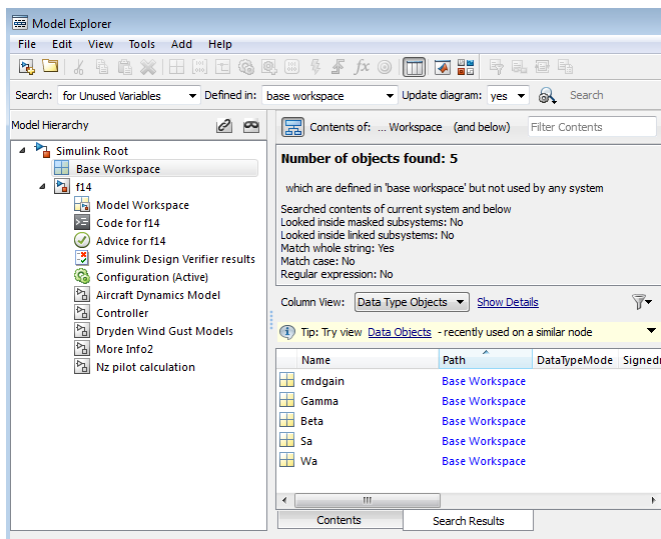 Model Explorer
File Edit View Tools Add Help
Search: for Unused Variables Defined in: base workspace Update diagram: yes Search
Model Hierarchy
Simulink Root
Base Workspace
f14
Model Workspace
Code for f14
Advice for f14
Simulink Design Verifier results
Configuration (Active)
Aircraft Dynamics Model
Controller
Dryden Wind Gust Models
More Info2
Nz pilot calculation
Contents of: ... Workspace (and below) Filter Contents
Number of objects found: 5
which are defined in 'base workspace' but not used by any system
Searched contents of current system and below
Looked inside masked subsystems: No
Looked inside linked subsystems: No
Match whole string: Yes
Match case: No
Regular expression: No
Column View: Data Type Objects Show Details
Tip: Try view Data Objects - recently used on a similar node
Name Path DataTypeMode Signed
cmdgain Base Workspace
Gamma Base Workspace
Beta Base Workspace
Sa Base Workspace
Wa Base Workspace
Contents Search Results